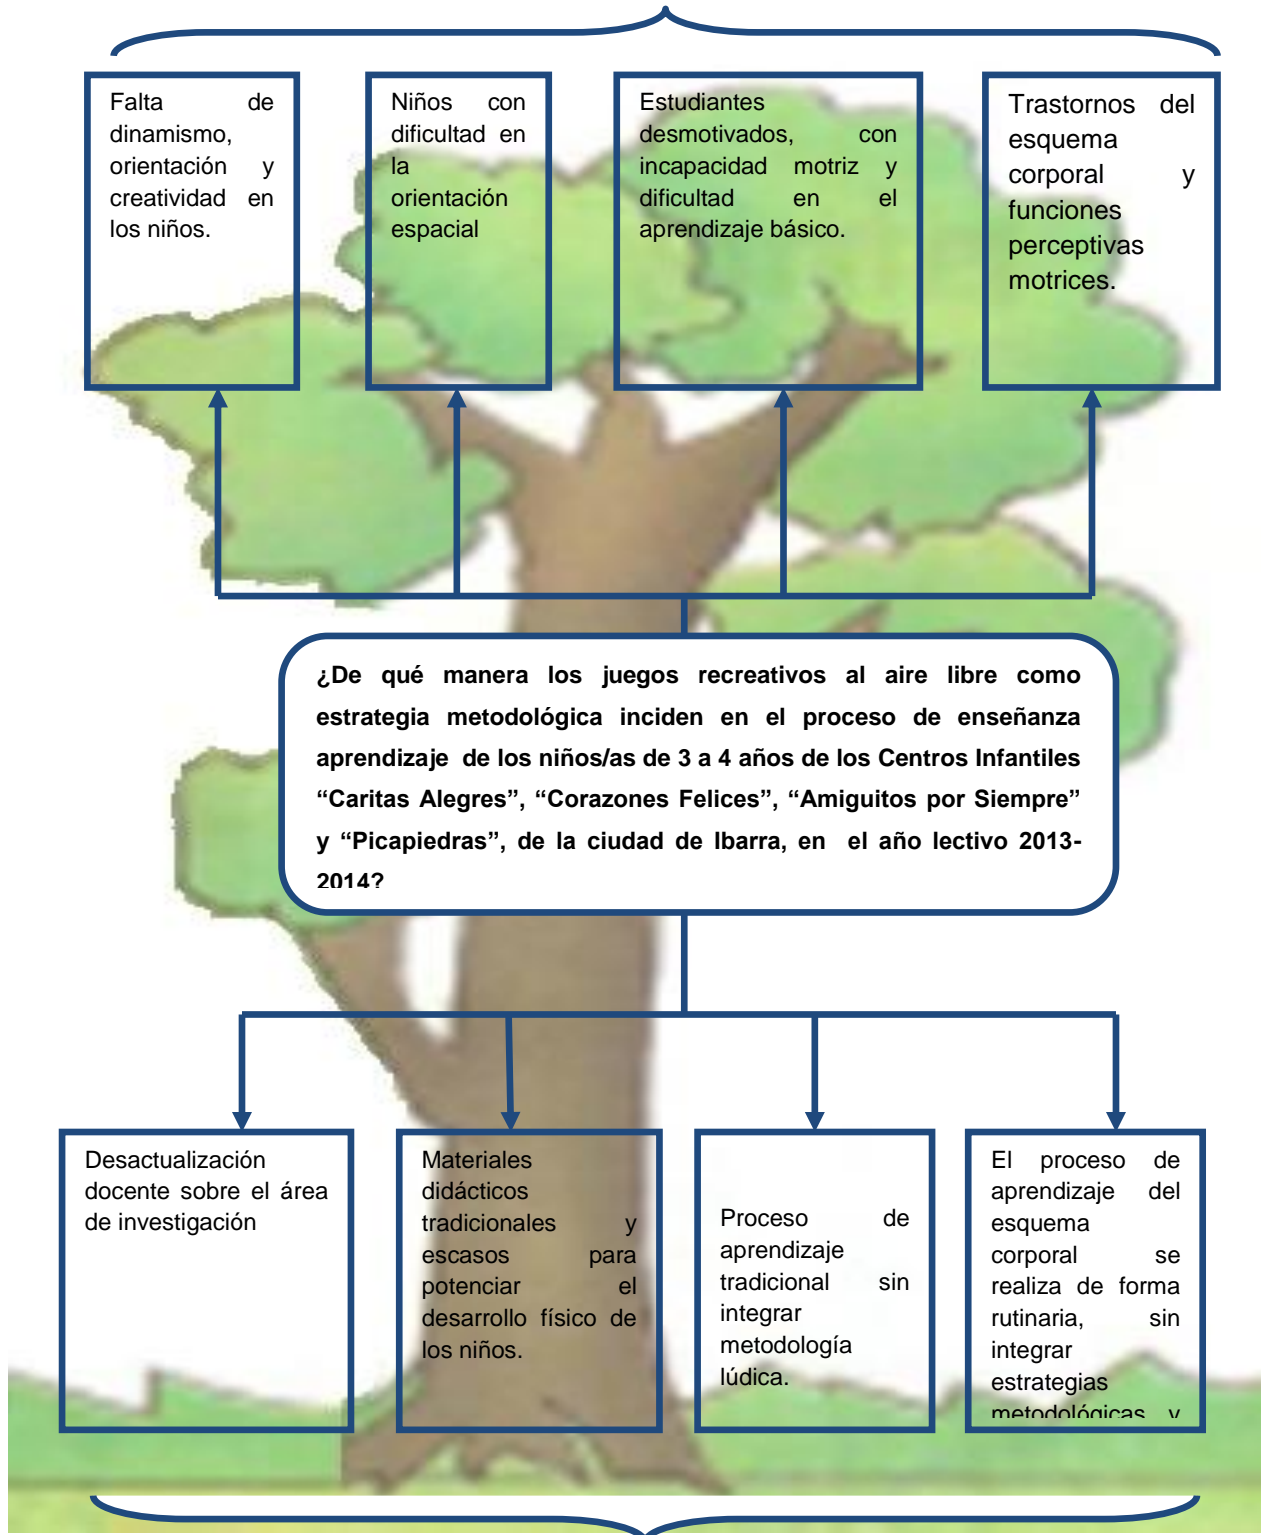 Falta de
dinamismo,
orientación y
creatividad en
los niños.
Niños con
dificultad en
la
orientación
espacial
Estudiantes
desmotivados, con
incapacidad motriz y
dificultad en el
aprendizaje básico.
Trastornos del
esquema
corporal y
funciones
perceptivas
motrices.
¿De qué manera los juegos recreativos al aire libre como
estrategia metodológica inciden en el proceso de enseñanza
aprendizaje de los niños/as de 3 a 4 años de los Centros Infantiles
“Caritas Alegres”, “Corazones Felices”, “Amiguitos por Siempre”
y “Picapiedras”, de la ciudad de Ibarra, en el año lectivo 2013-
2014?
Desactualización
docente sobre el área
de investigación
Materiales
didácticos
tradicionales y
escasos para
potenciar el
desarrollo físico de
los niños.
Proceso de
aprendizaje
tradicional sin
integrar
metodología
lúdica.
El proceso de
aprendizaje del
esquema
corporal se
realiza de forma
rutinaria, sin
integrar
estrategias
metodológicas y